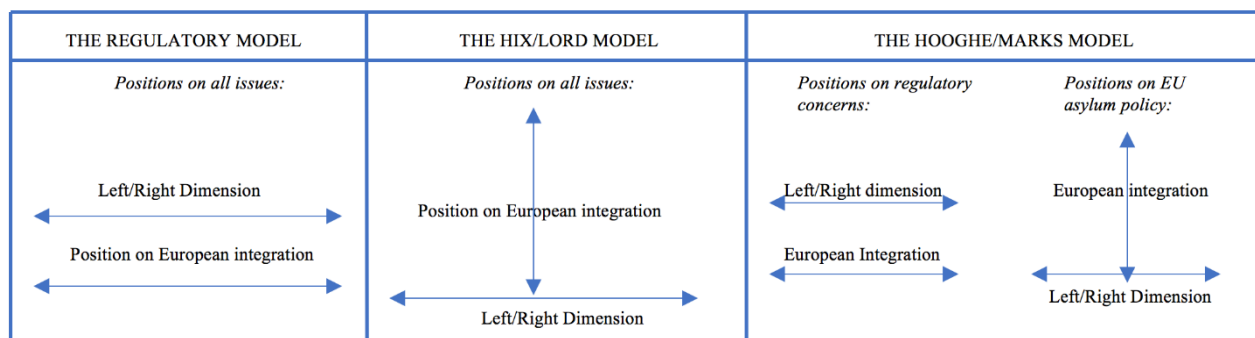 THE REGULATORY MODEL
Positions on all issues:
Left/Right Dimension
Position on European integration
THE HIX/LORD MODEL
Positions on all issues:
Position on European integration
Left/Right Dimension
THE HOOGHE/MARKS MODEL
Positions on regulatory
concerns:
Left/Right dimension
European Integration
Positions on EU
asylum policy:
European integration
Left/Right Dimension